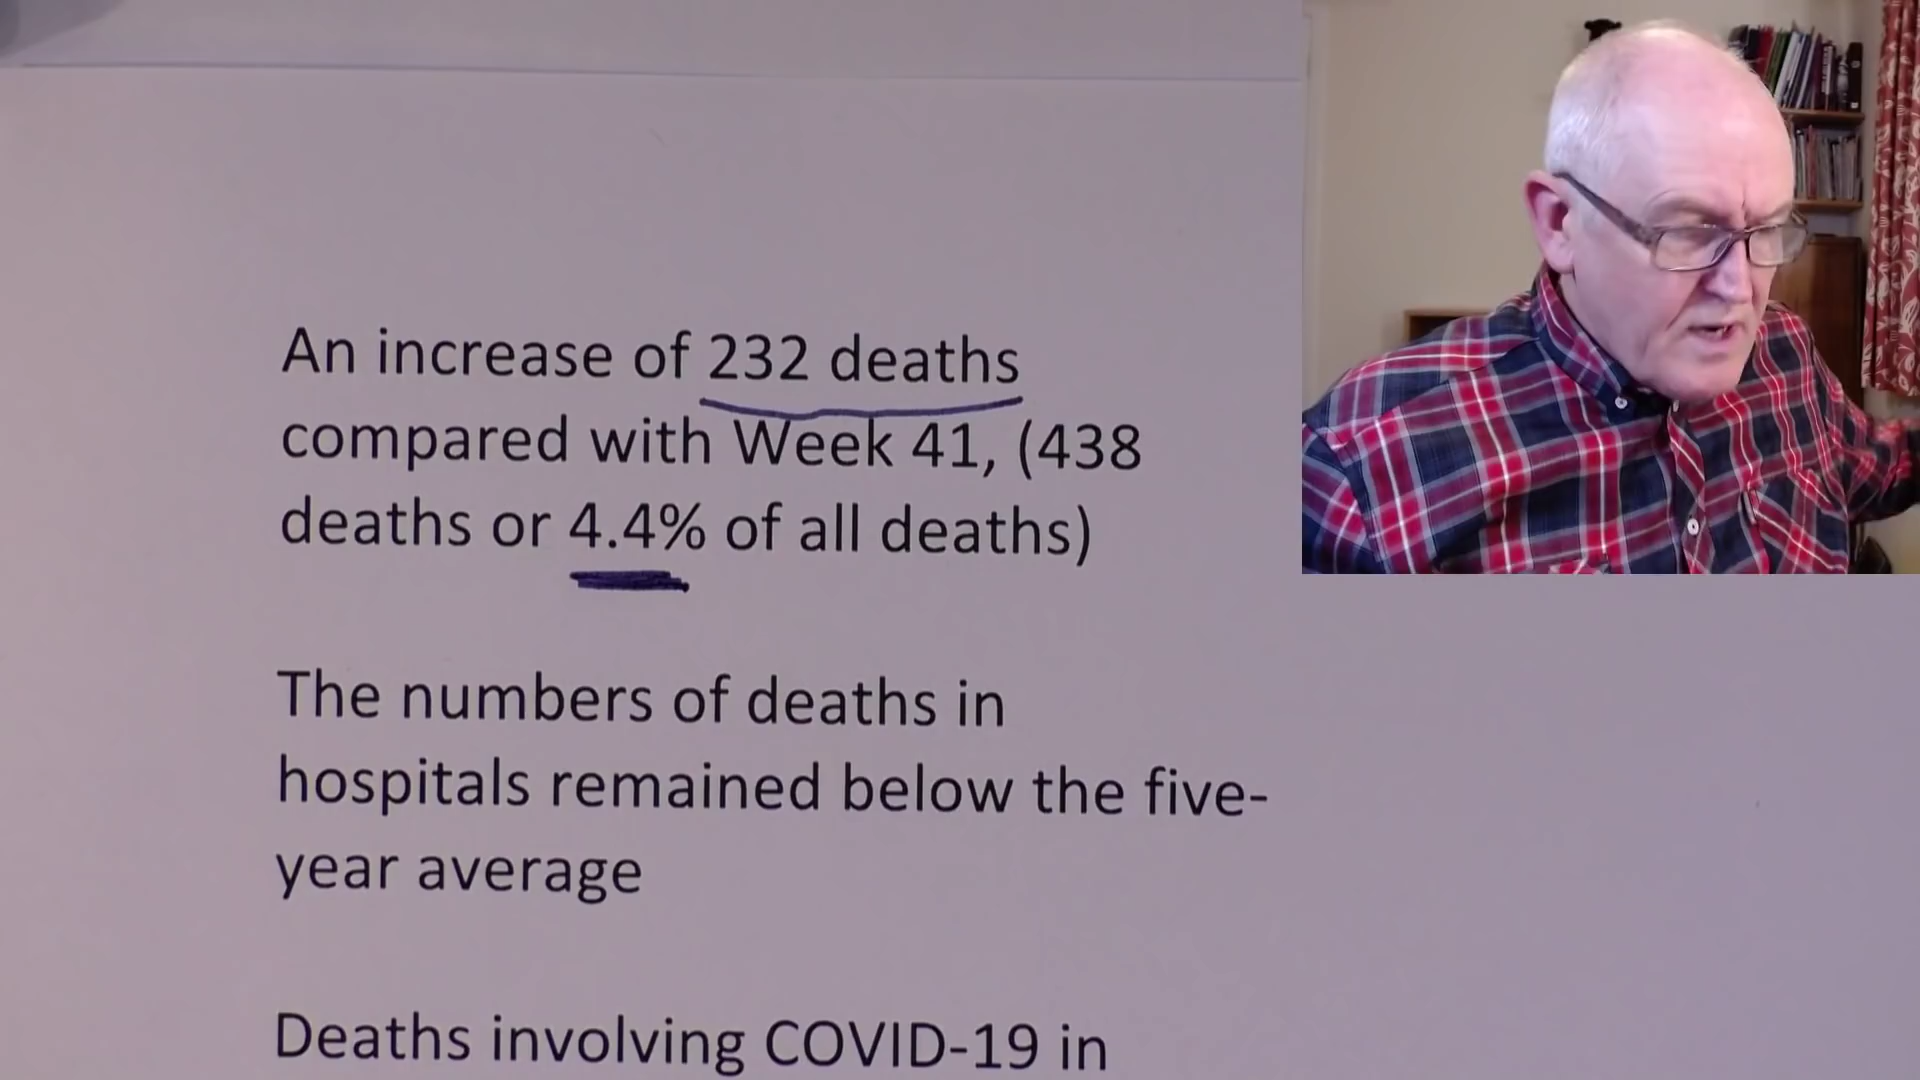 An increase of 232 deaths
compared with Week 41, (438
deaths or 4.4% of all deaths)
The numbers of deaths in
hospitals remained below the five-
year average
Deaths involving COVID-19 in